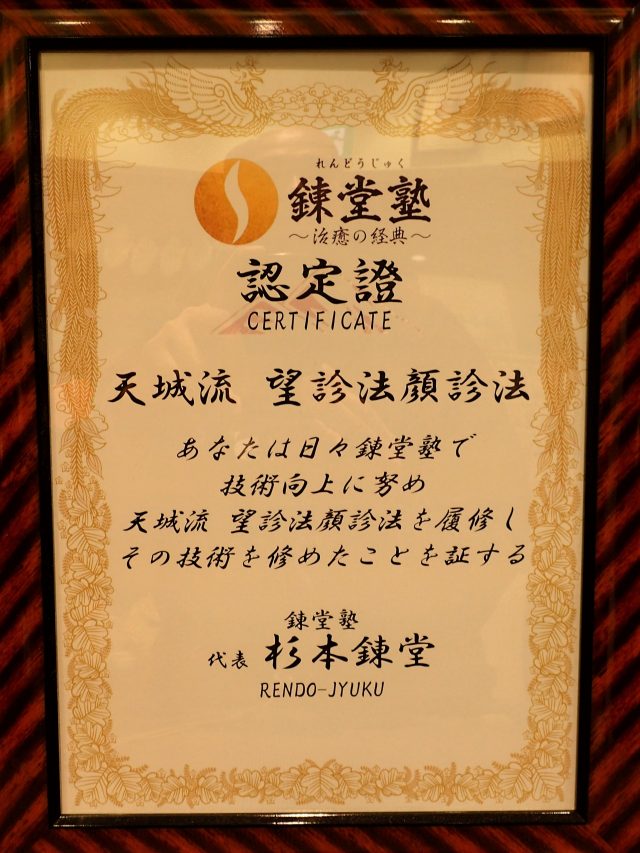 れんどうじゅく
錬堂塾
～治癒の経典～
認定證
CERTIFICATE
天城流 望診法顔診法
あなたは日々錬堂塾で
技術向上に努め
天城流 望診法顔診法を履修し
その技術を修めたことを証する
錬堂塾
代表 杉本錬堂
RENDO-JYUKU